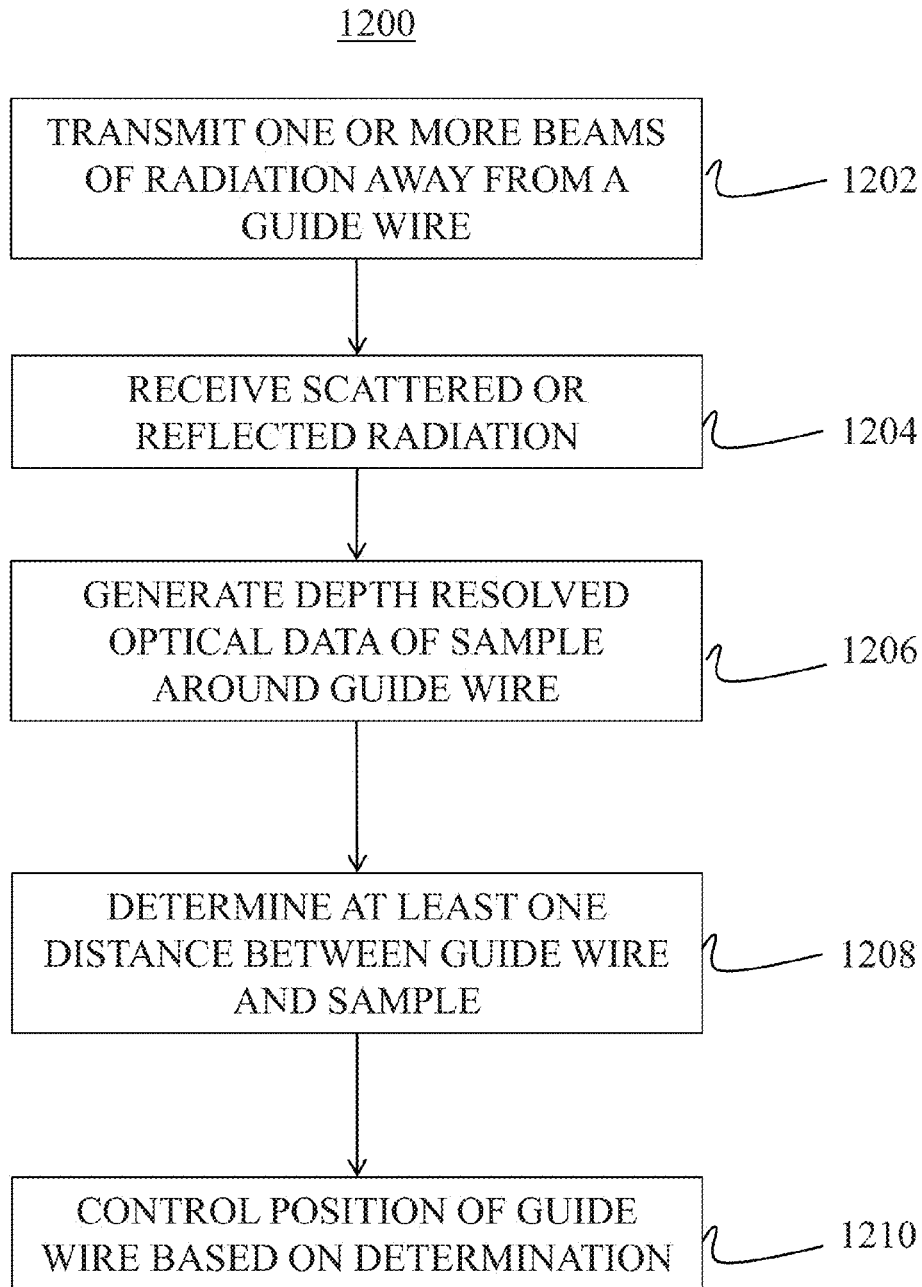 1200
TRANSMIT ONE OR MORE BEAMS
OF RADIATION AWAY FROM A
GUIDE WIRE
1202
RECEIVE SCATTERED OR
REFLECTED RADIATION
1204
GENERATE DEPTH RESOLVED
OPTICAL DATA OF SAMPLE
AROUND GUIDE WIRE
1206
DETERMINE AT LEAST ONE
DISTANCE BETWEEN GUIDE WIRE
AND SAMPLE
1208
CONTROL POSITION OF GUIDE
WIRE BASED ON DETERMINATION
1210